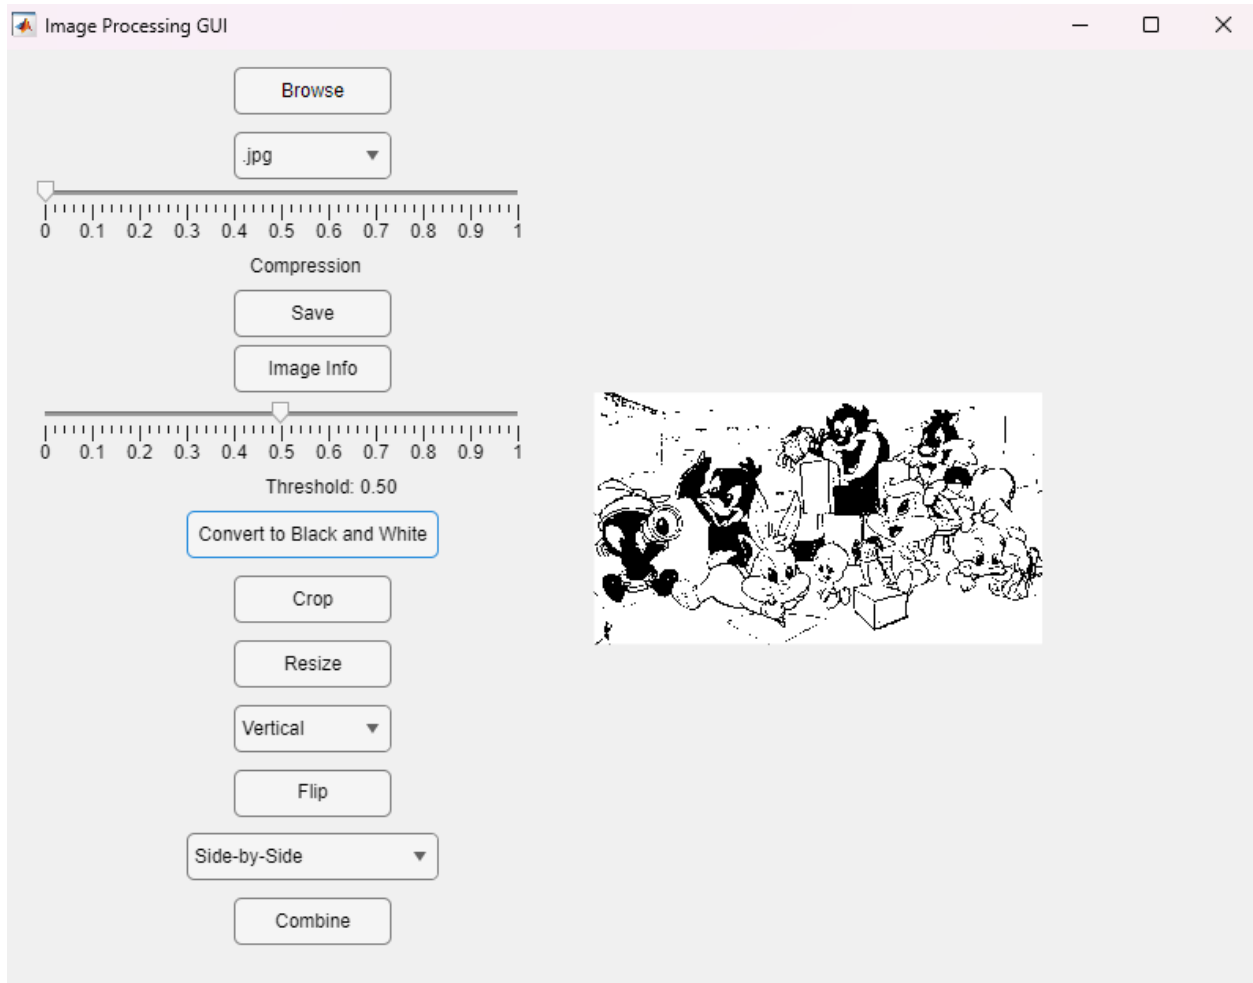 Image Processing GUI
Browse
.jpg
0 0.1 0.2 0.3 0.4 0.5 0.6 0.7 0.8 0.9 1
Compression
Save
Image Info
0 0.1 0.2 0.3 0.4 0.5 0.6 0.7 0.8 0.9 1
Threshold: 0.50
Convert to Black and White
Crop
Resize
Vertical
Flip
Side-by-Side
Combine